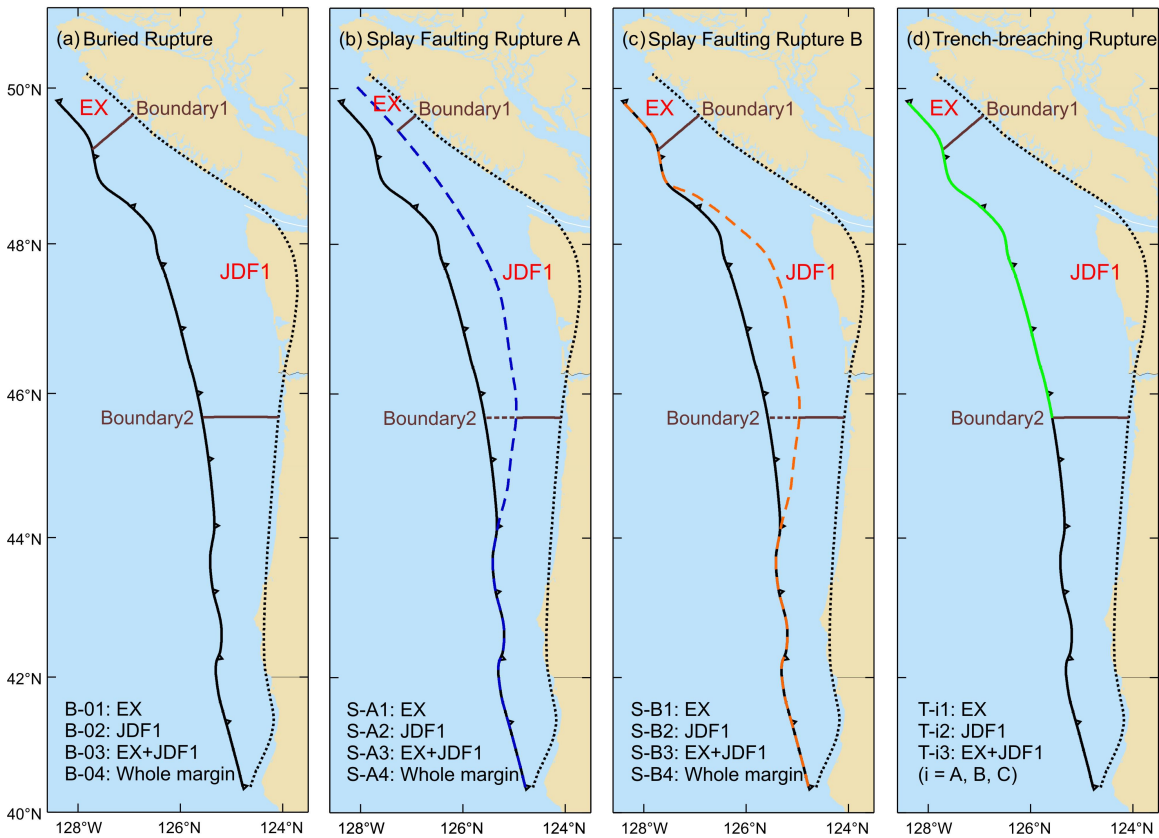 (a) Buried Rupture
(b) Splay Faulting Rupture A
(c) Splay Faulting Rupture B
(d) Trench-breaching Rupture
50°N
48°N
46°N
44°N
42°N
40°N
EX
Boundary1
JDF1
Boundary2
B-01: EX
B-02: JDF1
B-03: EX+JDF1
B-04: Whole margin
EX
Boundary1
JDF1
Boundary2
S-A1: EX
S-A2: JDF1
S-A3: EX+JDF1
S-A4: Whole margin
EX
Boundary1
JDF1
Boundary2
S-B1: EX
S-B2: JDF1
S-B3: EX+JDF1
S-B4: Whole margin
EX
Boundary1
JDF1
Boundary2
T-i1: EX
T-i2: JDF1
T-i3: EX+JDF1
(i = A, B, C)
128°W 126°W 124°W
128°W 126°W 124°W
128°W 126°W 124°W
128°W 126°W 124°W